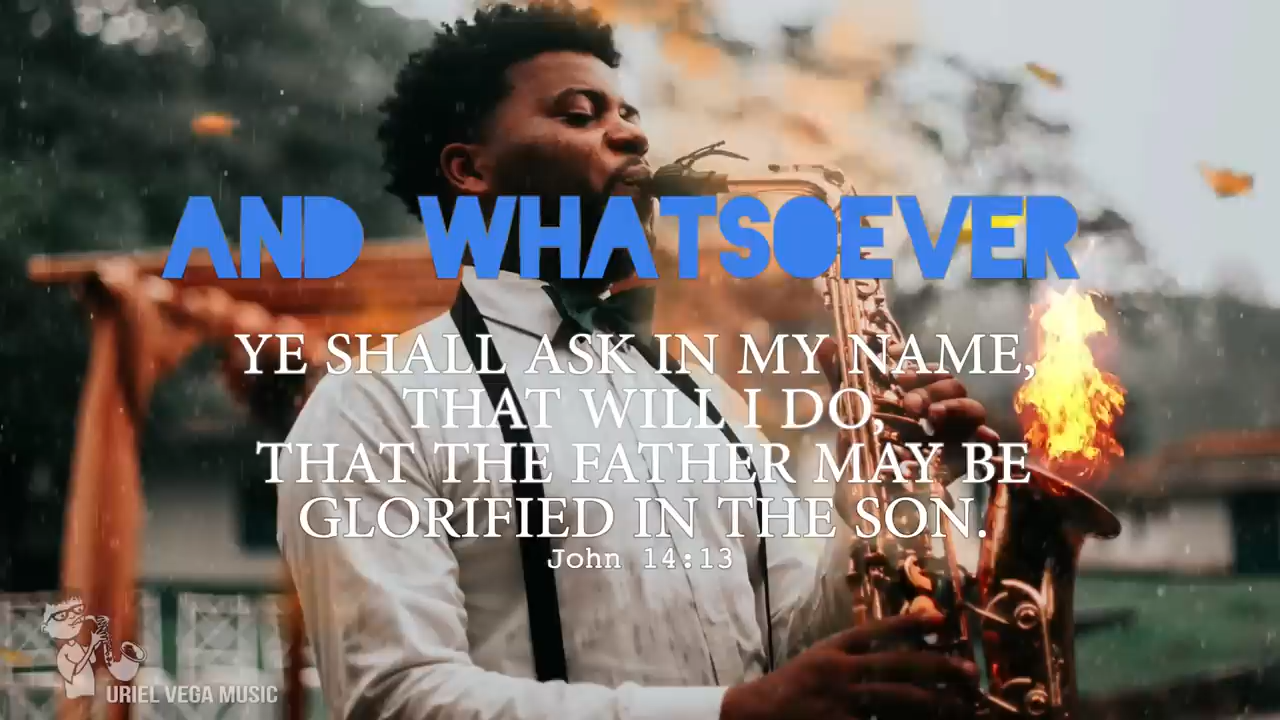 AND WHATSOEVER
YE SHALL ASK IN MY NAME,
THAT WILL I DO,
THAT THE FATHER MAY BE
GLORIFIED IN THE SON.
John 14:13
URIEL VEGA MUSIC